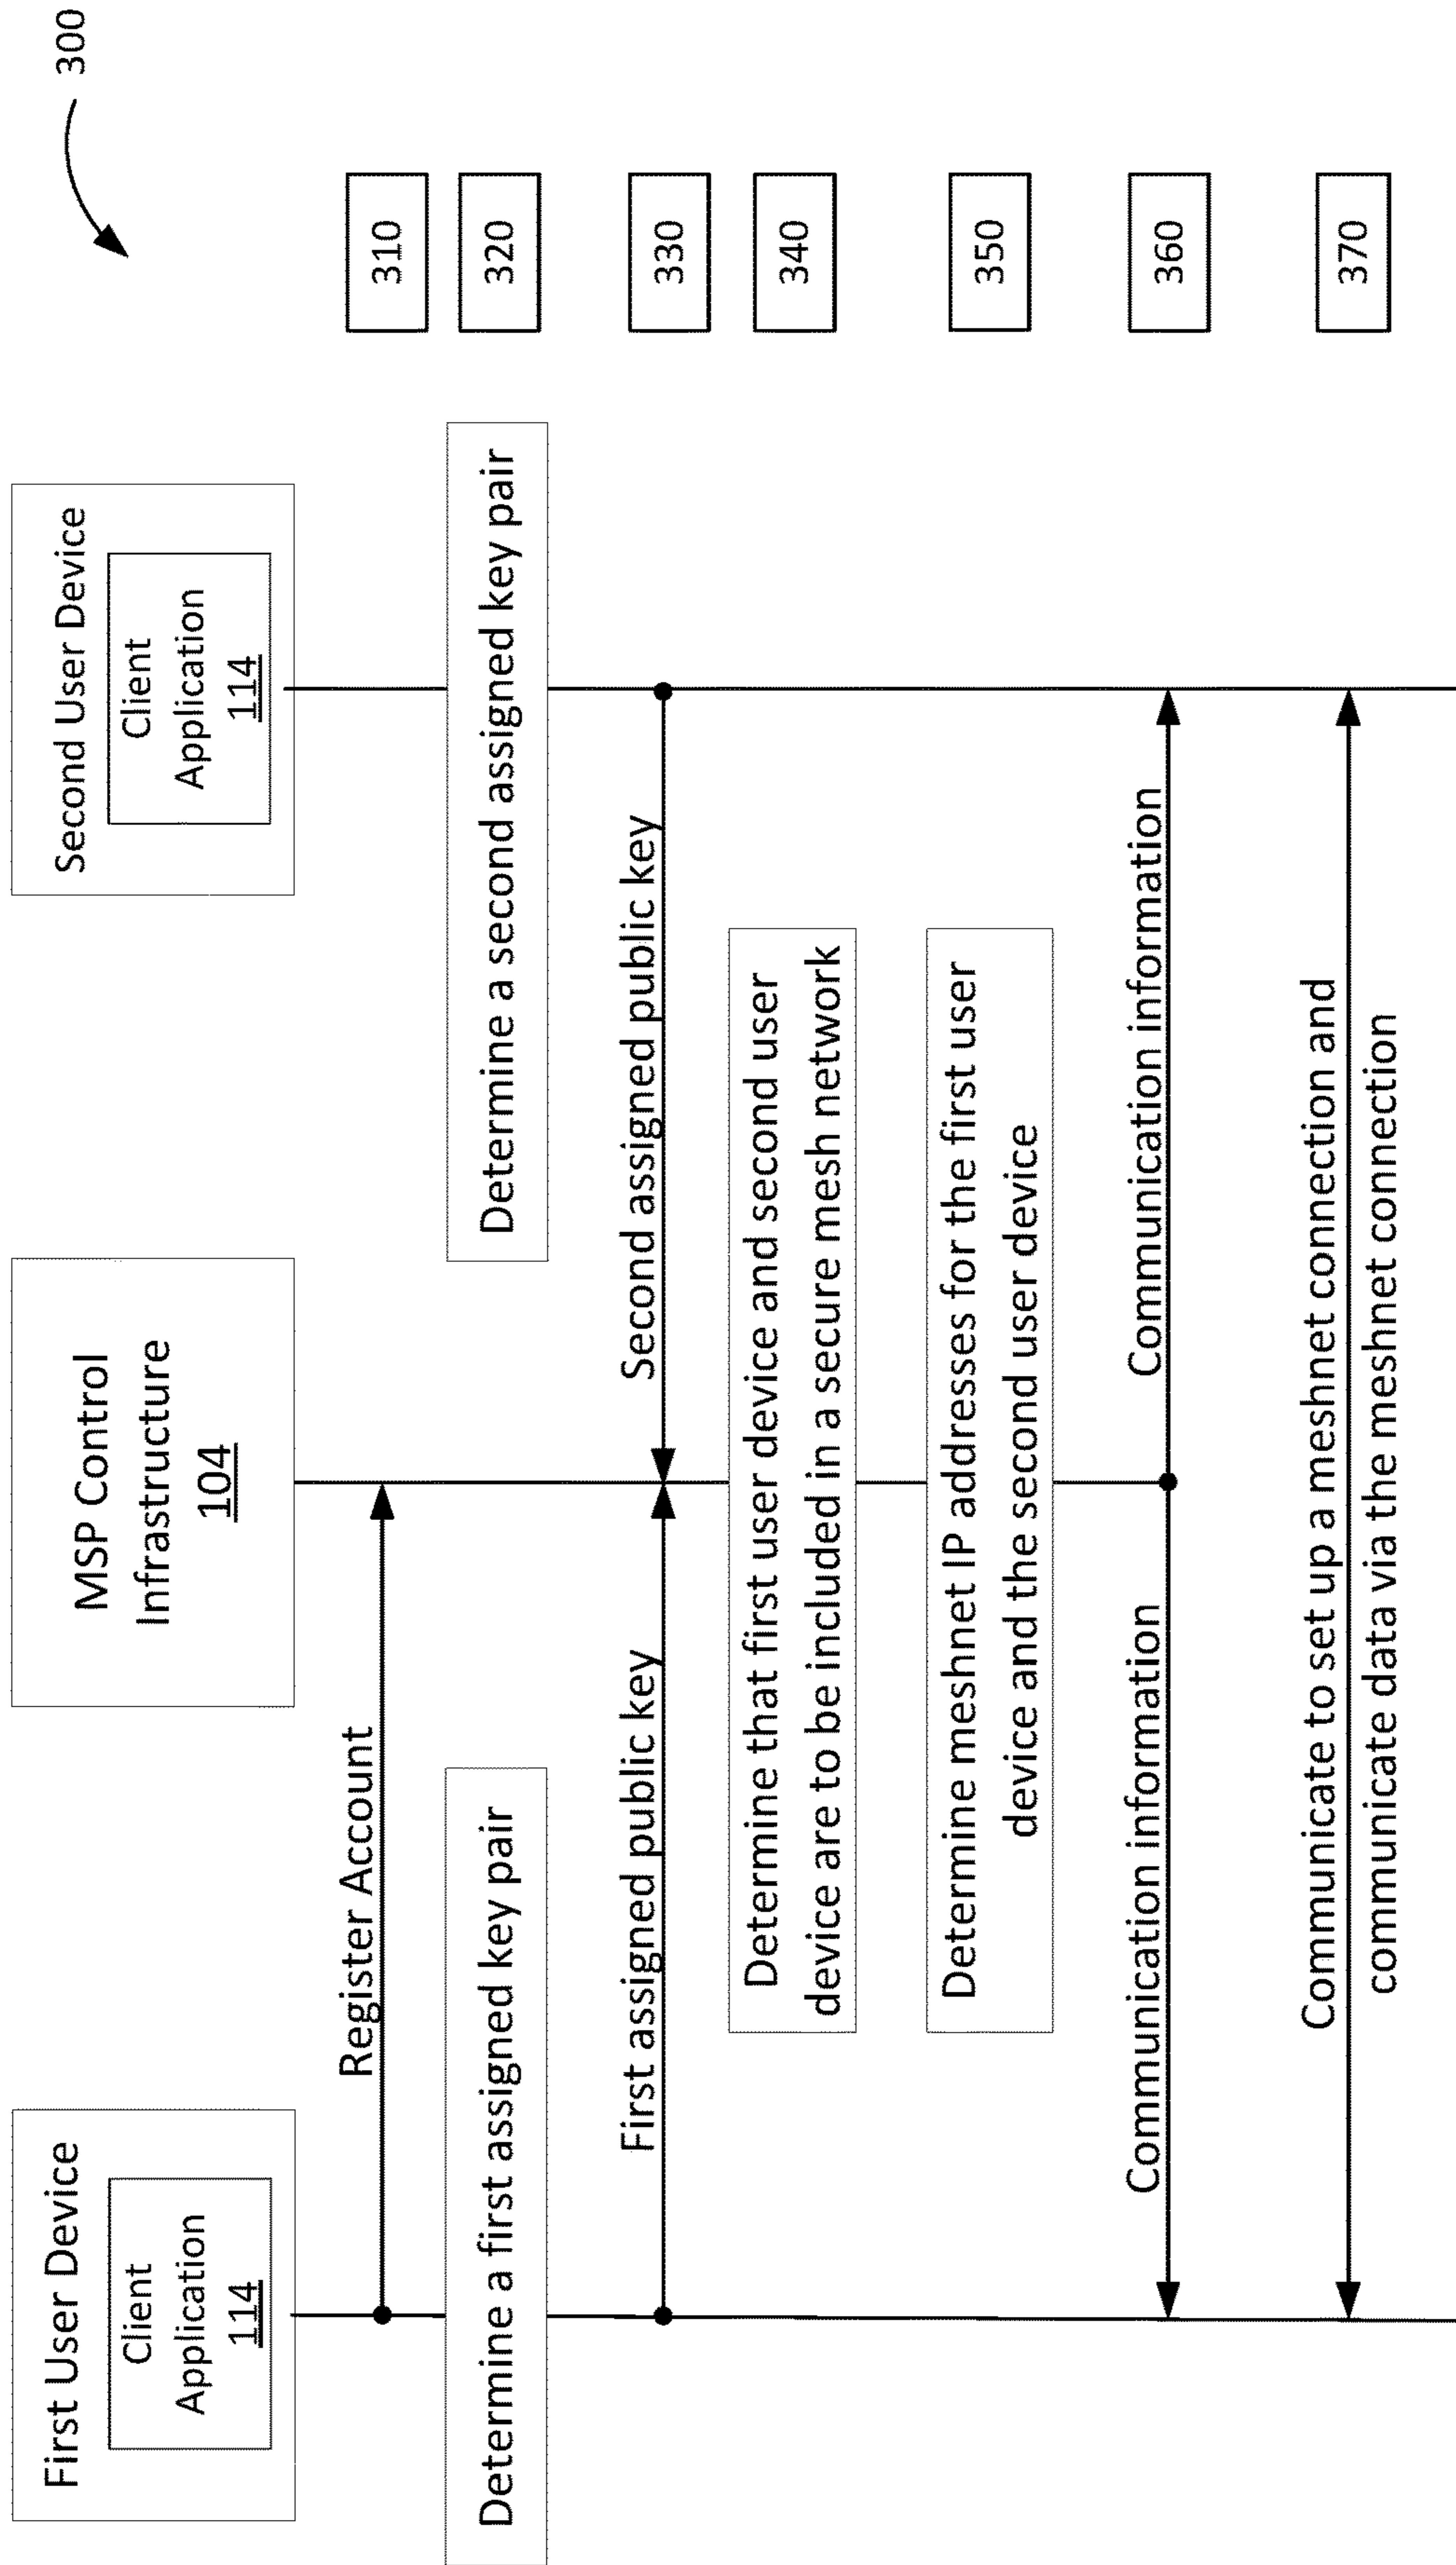 300
First User Device
Client
Application
114
MSP Control
Infrastructure
104
Second User Device
Client
Application
114
Register Account
310
Determine a first assigned key pair
Determine a second assigned key pair
320
First assigned public key
Second assigned public key
330
Determine that first user device and second user
device are to be included in a secure mesh network
340
Determine meshnet IP addresses for the first user
device and the second user device
350
Communication information
Communication information
360
Communicate to set up a meshnet connection and
communicate data via the meshnet connection
370